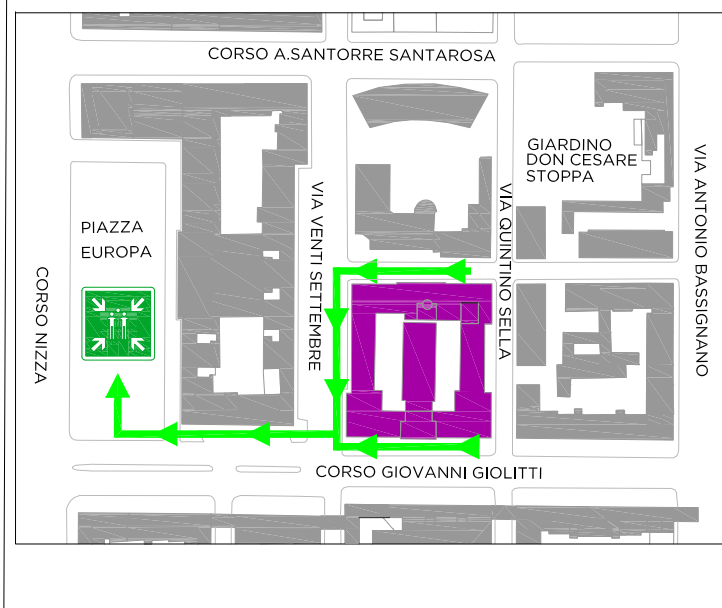 CORSO A.SANTORRE SANTAROSA
GIARDINO
DON CESARE
STOPPA
VIA ANTONIO BASSIGNANO
VIA VENTI SETTEMBRE
VIA QUINTINO SELLA
PIAZZA
EUROPA
CORSO NIZZA
CORSO GIOVANNI GIOLITTI